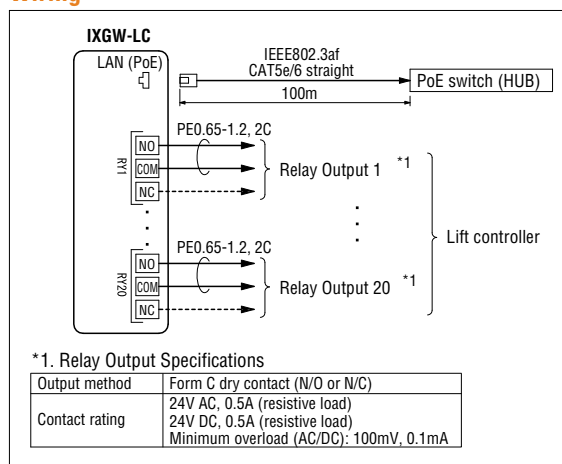 IXGW-LC
LAN (PoE)
IEEE802.3af
CAT5e/6 straight
100m
PoE switch (HUB)
PE0.65-1.2, 2C
RY1
NO
COM
NC
Relay Output 1 *1
PE0.65-1.2, 2C
RY20
NO
COM
NC
Relay Output 20 *1
Lift controller
*1. Relay Output Specifications
Output method Form C dry contact (N/O or N/C)
Contact rating
24V AC, 0.5A (resistive load)
24V DC, 0.5A (resistive load)
Minimum overload (AC/DC): 100mV, 0.1mA